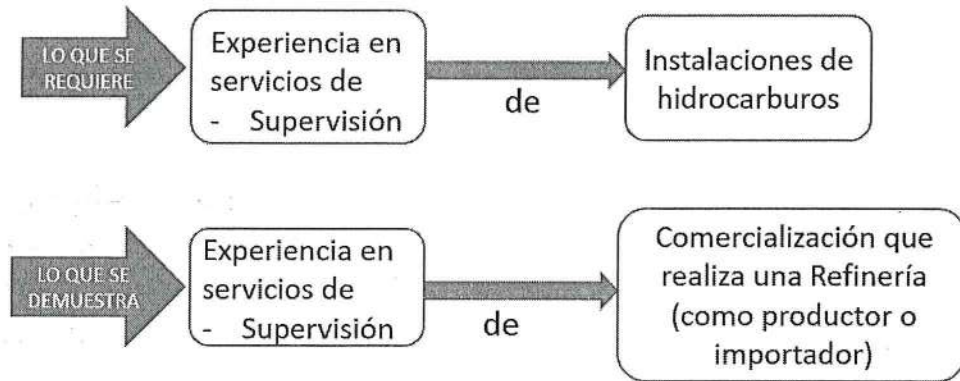 LO QUE SE
REQUIERE
Experiencia en
servicios de
- Supervisión
de
Instalaciones de
hidrocarburos
LO QUE SE
DEMUESTRA
Experiencia en
servicios de
- Supervisión
de
Comercialización que
realiza una Refinería
(como productor o
importador)